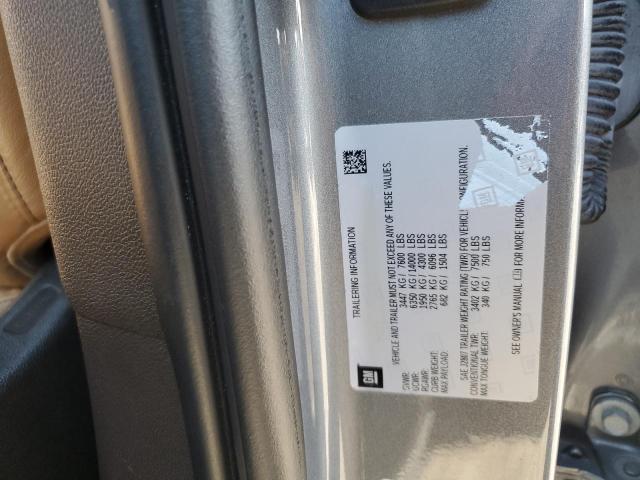 TRAILERING INFORMATION
VEHICLE AND TRAILER MUST NOT EXCEED ANY OF THESE VALUES.
GVWR: 3447 KG / 7600 LBS
GCWR: 6350 KG / 14000 LBS
RGAWR: 1950 KG / 4300 LBS
CURB WEIGHT: 2765 KG / 6096 LBS
MAX PAYLOAD: 682 KG / 1504 LBS
SAE J2807 TRAILER WEIGHT RATING (TWR) FOR VEHICLE CONFIGURATION.
CONVENTIONAL TWR: 3402 KG / 7500 LBS
MAX TONGUE WEIGHT: 340 KG / 750 LBS
SEE OWNER'S MANUAL FOR MORE INFORM
GM